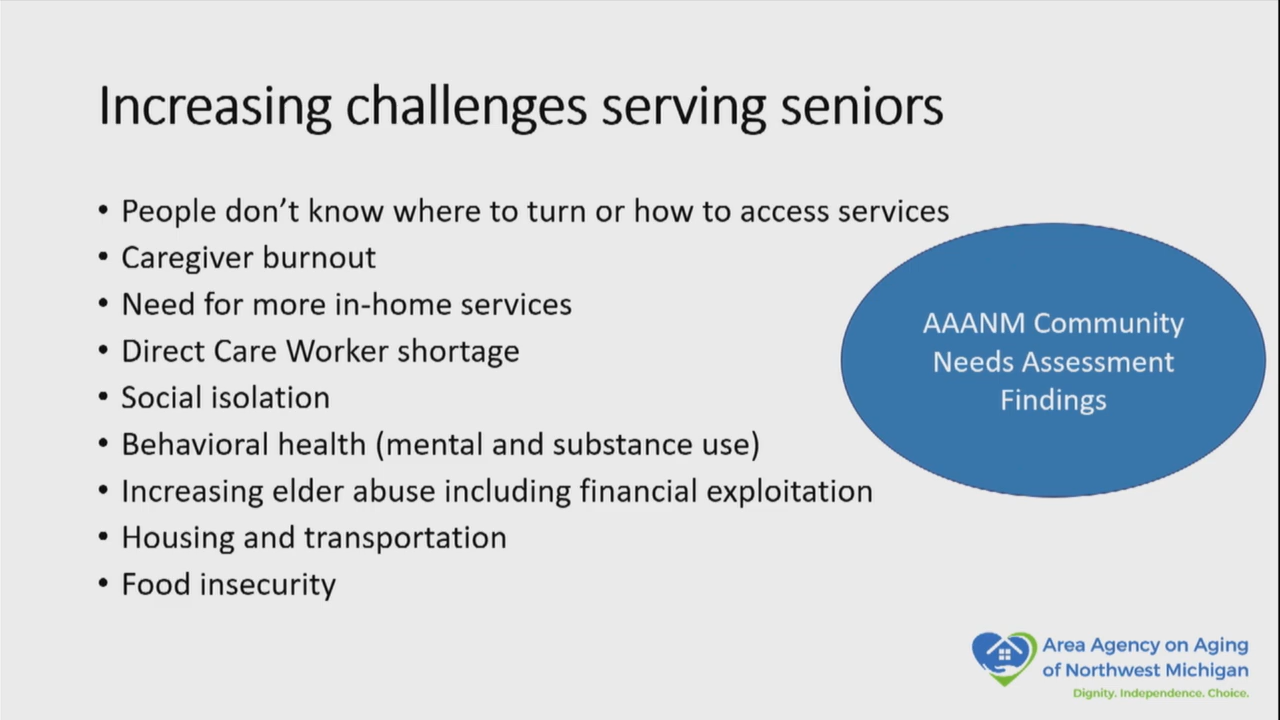 Increasing challenges serving seniors
• People don’t know where to turn or how to access services
• Caregiver burnout
• Need for more in-home services
• Direct Care Worker shortage
• Social isolation
• Behavioral health (mental and substance use)
• Increasing elder abuse including financial exploitation
• Housing and transportation
• Food insecurity
AAANM Community
Needs Assessment
Findings
Area Agency on Aging
of Northwest Michigan
Dignity. Independence. Choice.